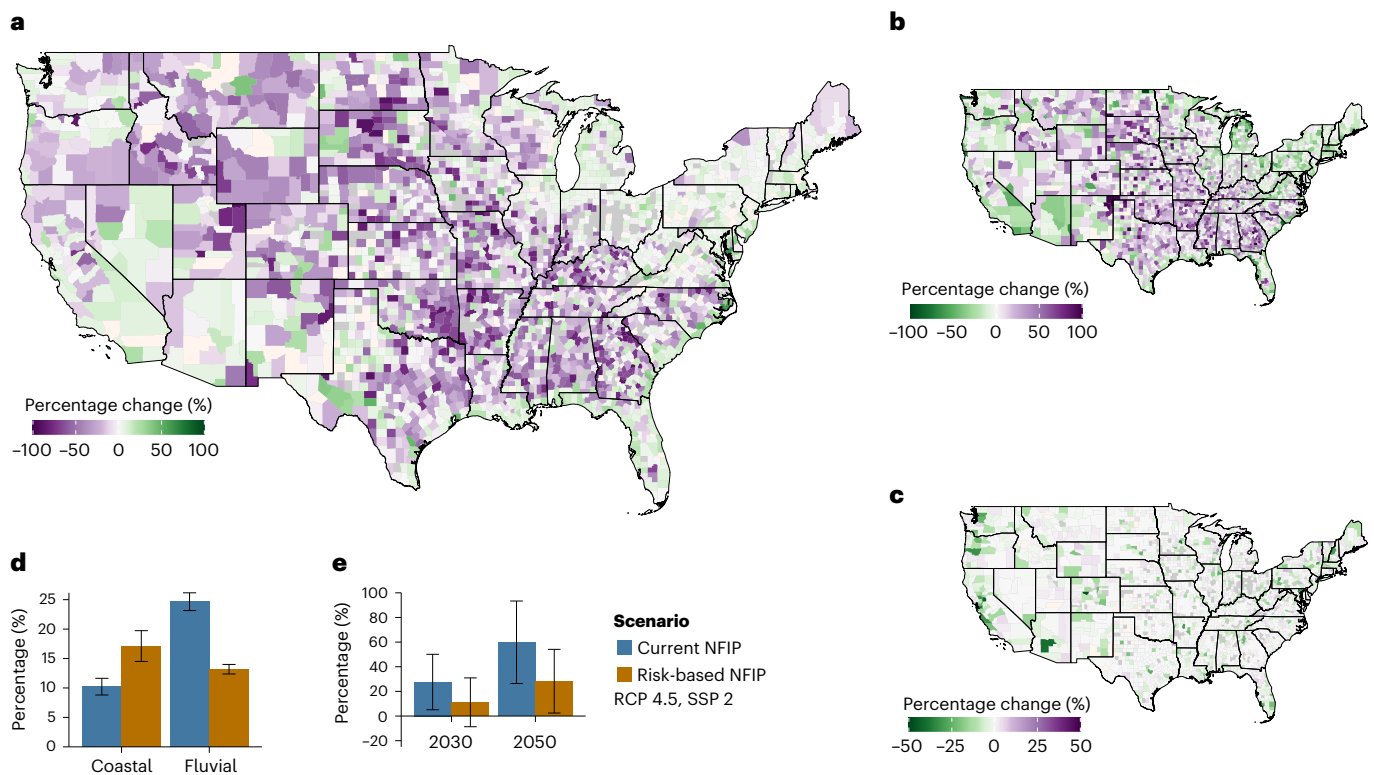 a
Percentage change (%)
–100 –50 0 50 100
b
Percentage change (%)
–100 –50 0 50 100
c
Percentage change (%)
–50 –25 0 25 50
d
Percentage (%)
25
20
15
10
5
0
Coastal Fluvial
e
Percentage (%)
100
80
60
40
20
0
–20
2030 2050
Scenario
Current NFIP
Risk-based NFIP
RCP 4.5, SSP 2